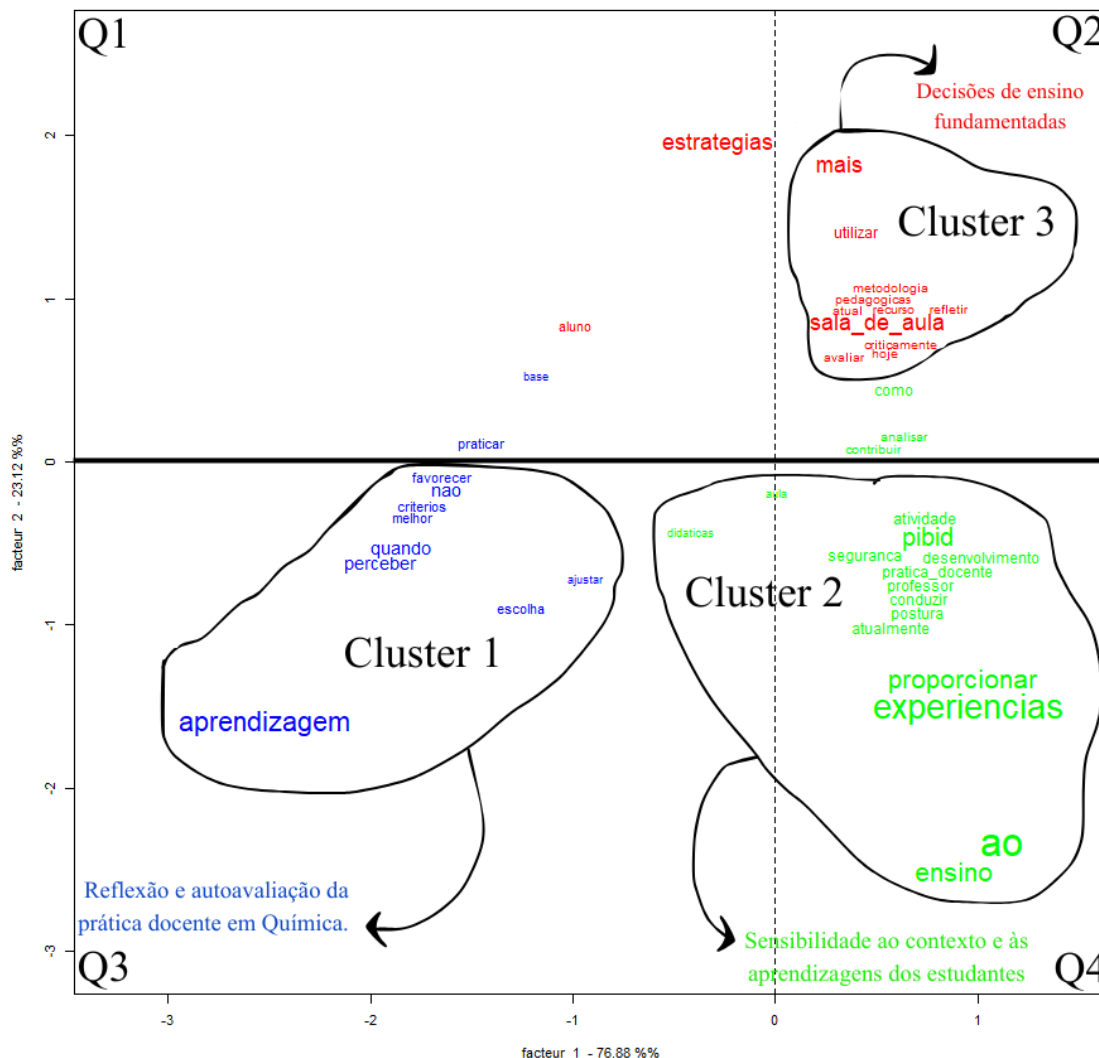 Q1
Q2
Decisões de ensino
fundamentadas
estrategias
mais
utilizar
Cluster 3
metodologia
pedagogicas
atual recurso refletir
sala_de_aula
criticamente
avaliar hoje
aluno
base
como
praticar
analisar
contribuir
favorecer
nao
criterios
melhor
quando
perceber
ajustar
escolha
Cluster 1
aprendizagem
aula
didaticas
atividade
pibid
seguranca desenvolvimento
pratica_docente
professor
Cluster 2
conduzir
postura
atualmente
proporcionar
experiencias
ao
ensino
Reflexão e autoavaliação da
prática docente em Química.
Sensibilidade ao contexto e às
aprendizagens dos estudantes
Q3
Q4
2
1
0
-1
-2
-3
facteur 2 - 23.12 %%
-3 -2 -1 0 1
facteur 1 - 76.88 %%